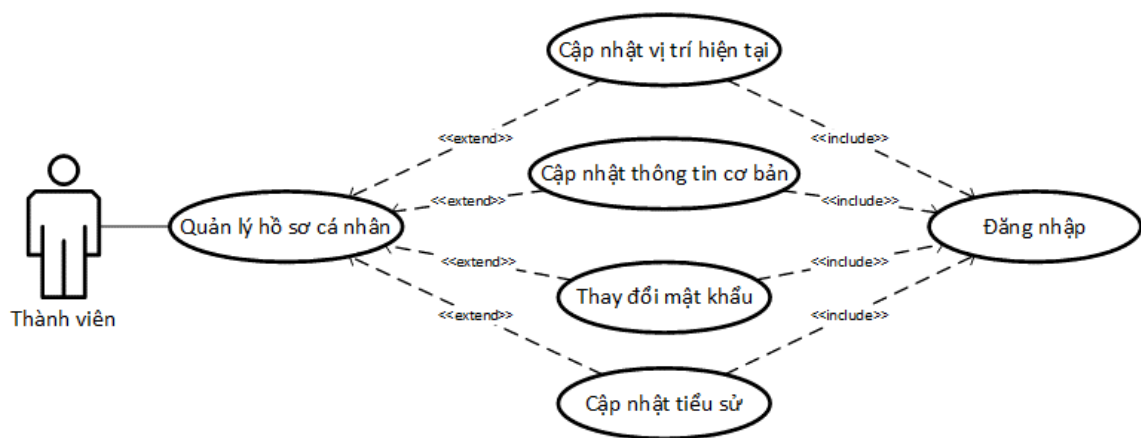 Cập nhật vị trí hiện tại
<<extend>>
<<include>>
Cập nhật thông tin cơ bản
<<extend>>
<<include>>
Quản lý hồ sơ cá nhân
Đăng nhập
<<extend>>
<<include>>
Thay đổi mật khẩu
Thành viên
<<extend>>
<<include>>
Cập nhật tiểu sử